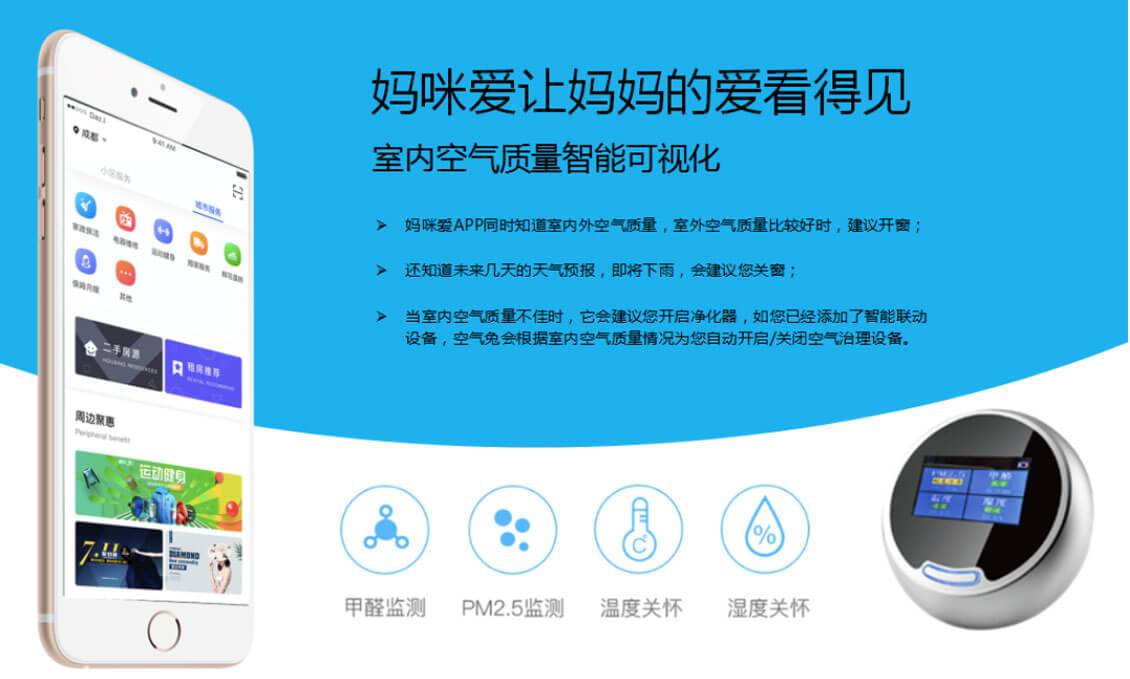 妈咪爱让妈妈的爱看得见
室内空气质量智能可视化
妈咪爱APP同时知道室内外空气质量，室外空气质量比较好时，建议开窗；
还知道未来几天的天气预报，即将下雨，会建议您关窗；
当室内空气质量不佳时，它会建议您开启净化器，如您已经添加了智能联动
设备，空气兔会根据室内空气质量情况为您自动开启/关闭空气治理设备。
9:41 AM
成都
小区服务
城市服务
家政保洁
电器维修
运动健身
搬家服务
鲜花蛋糕
保姆月嫂
其他
二手房源
HOUSING RESOURCES
租房推荐
周边聚惠
Peripheral benefit
运动健身
7.11
DIAMOND
PM2.5
甲醛
温度
湿度
C
%
甲醛监测
PM2.5监测
温度关怀
湿度关怀